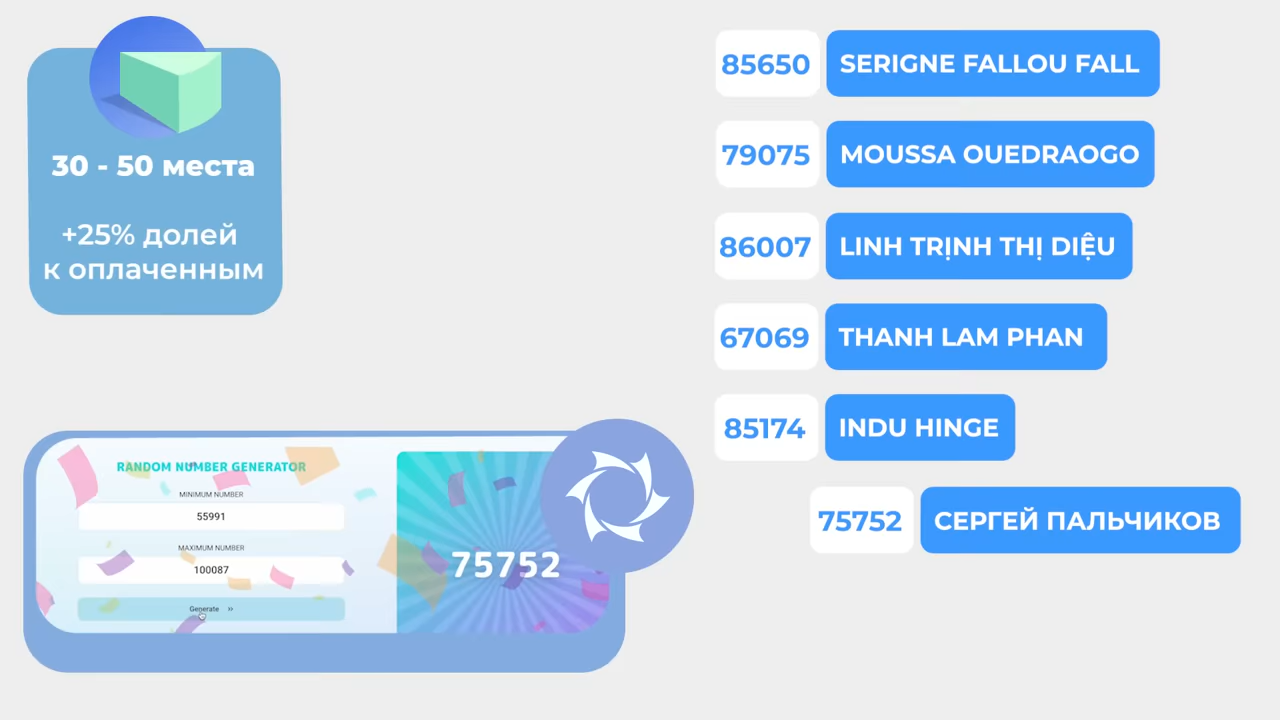 30 - 50 места
+25% долей
к оплаченным
RANDOM NUMBER GENERATOR
MINIMUM NUMBER
55991
MAXIMUM NUMBER
100087
Generate >>
75752
85650 SERIGNE FALLOU FALL
79075 MOUSSA OUEDRAOGO
86007 LINH TRỊNH THỊ DIỆU
67069 THANH LAM PHAN
85174 INDU HINGE
75752 СЕРГЕЙ ПАЛЬЧИКОВ